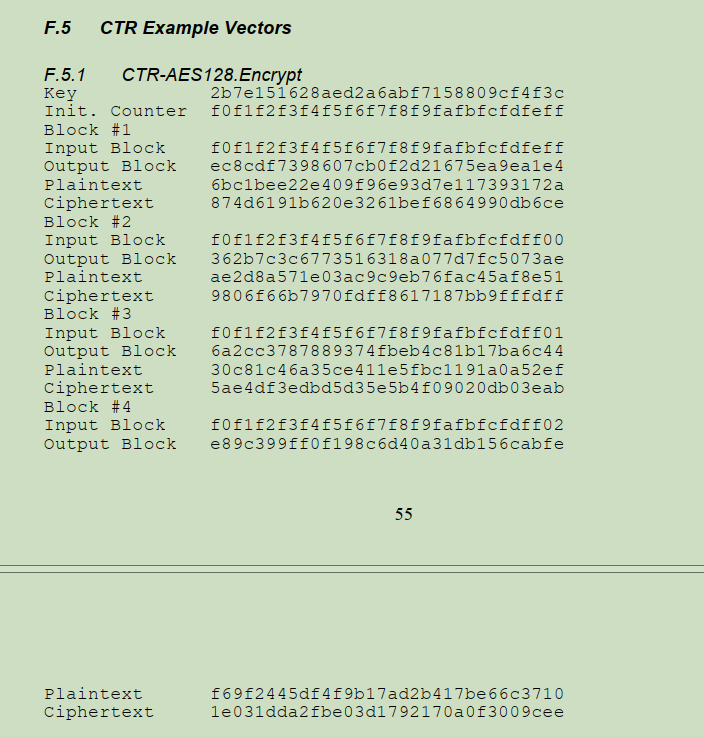 F.5 CTR Example Vectors
F.5.1 CTR-AES128.Encrypt
Key 2b7e151628aed2a6abf7158809cf4f3c
Init. Counter f0f1f2f3f4f5f6f7f8f9fafbfcfdfeff
Block #1
Input Block f0f1f2f3f4f5f6f7f8f9fafbfcfdfeff
Output Block ec8cdf7398607cb0f2d21675ea9ea1e4
Plaintext 6bc1bee22e409f96e93d7e117393172a
Ciphertext 874d6191b620e3261bef6864990db6ce
Block #2
Input Block f0f1f2f3f4f5f6f7f8f9fafbfcfdff00
Output Block 362b7c3c6773516318a077d7fc5073ae
Plaintext ae2d8a571e03ac9c9eb76fac45af8e51
Ciphertext 9806f66b7970fdff8617187bb9fffdff
Block #3
Input Block f0f1f2f3f4f5f6f7f8f9fafbfcfdff01
Output Block 6a2cc3787889374fbeb4c81b17ba6c44
Plaintext 30c81c46a35ce411e5fbc1191a0a52ef
Ciphertext 5ae4df3edbd5d35e5b4f09020db03eab
Block #4
Input Block f0f1f2f3f4f5f6f7f8f9fafbfcfdff02
Output Block e89c399ff0f198c6d40a31db156cabfe
55
Plaintext f69f2445df4f9b17ad2b417be66c3710
Ciphertext 1e031dda2fbe03d1792170a0f3009cee